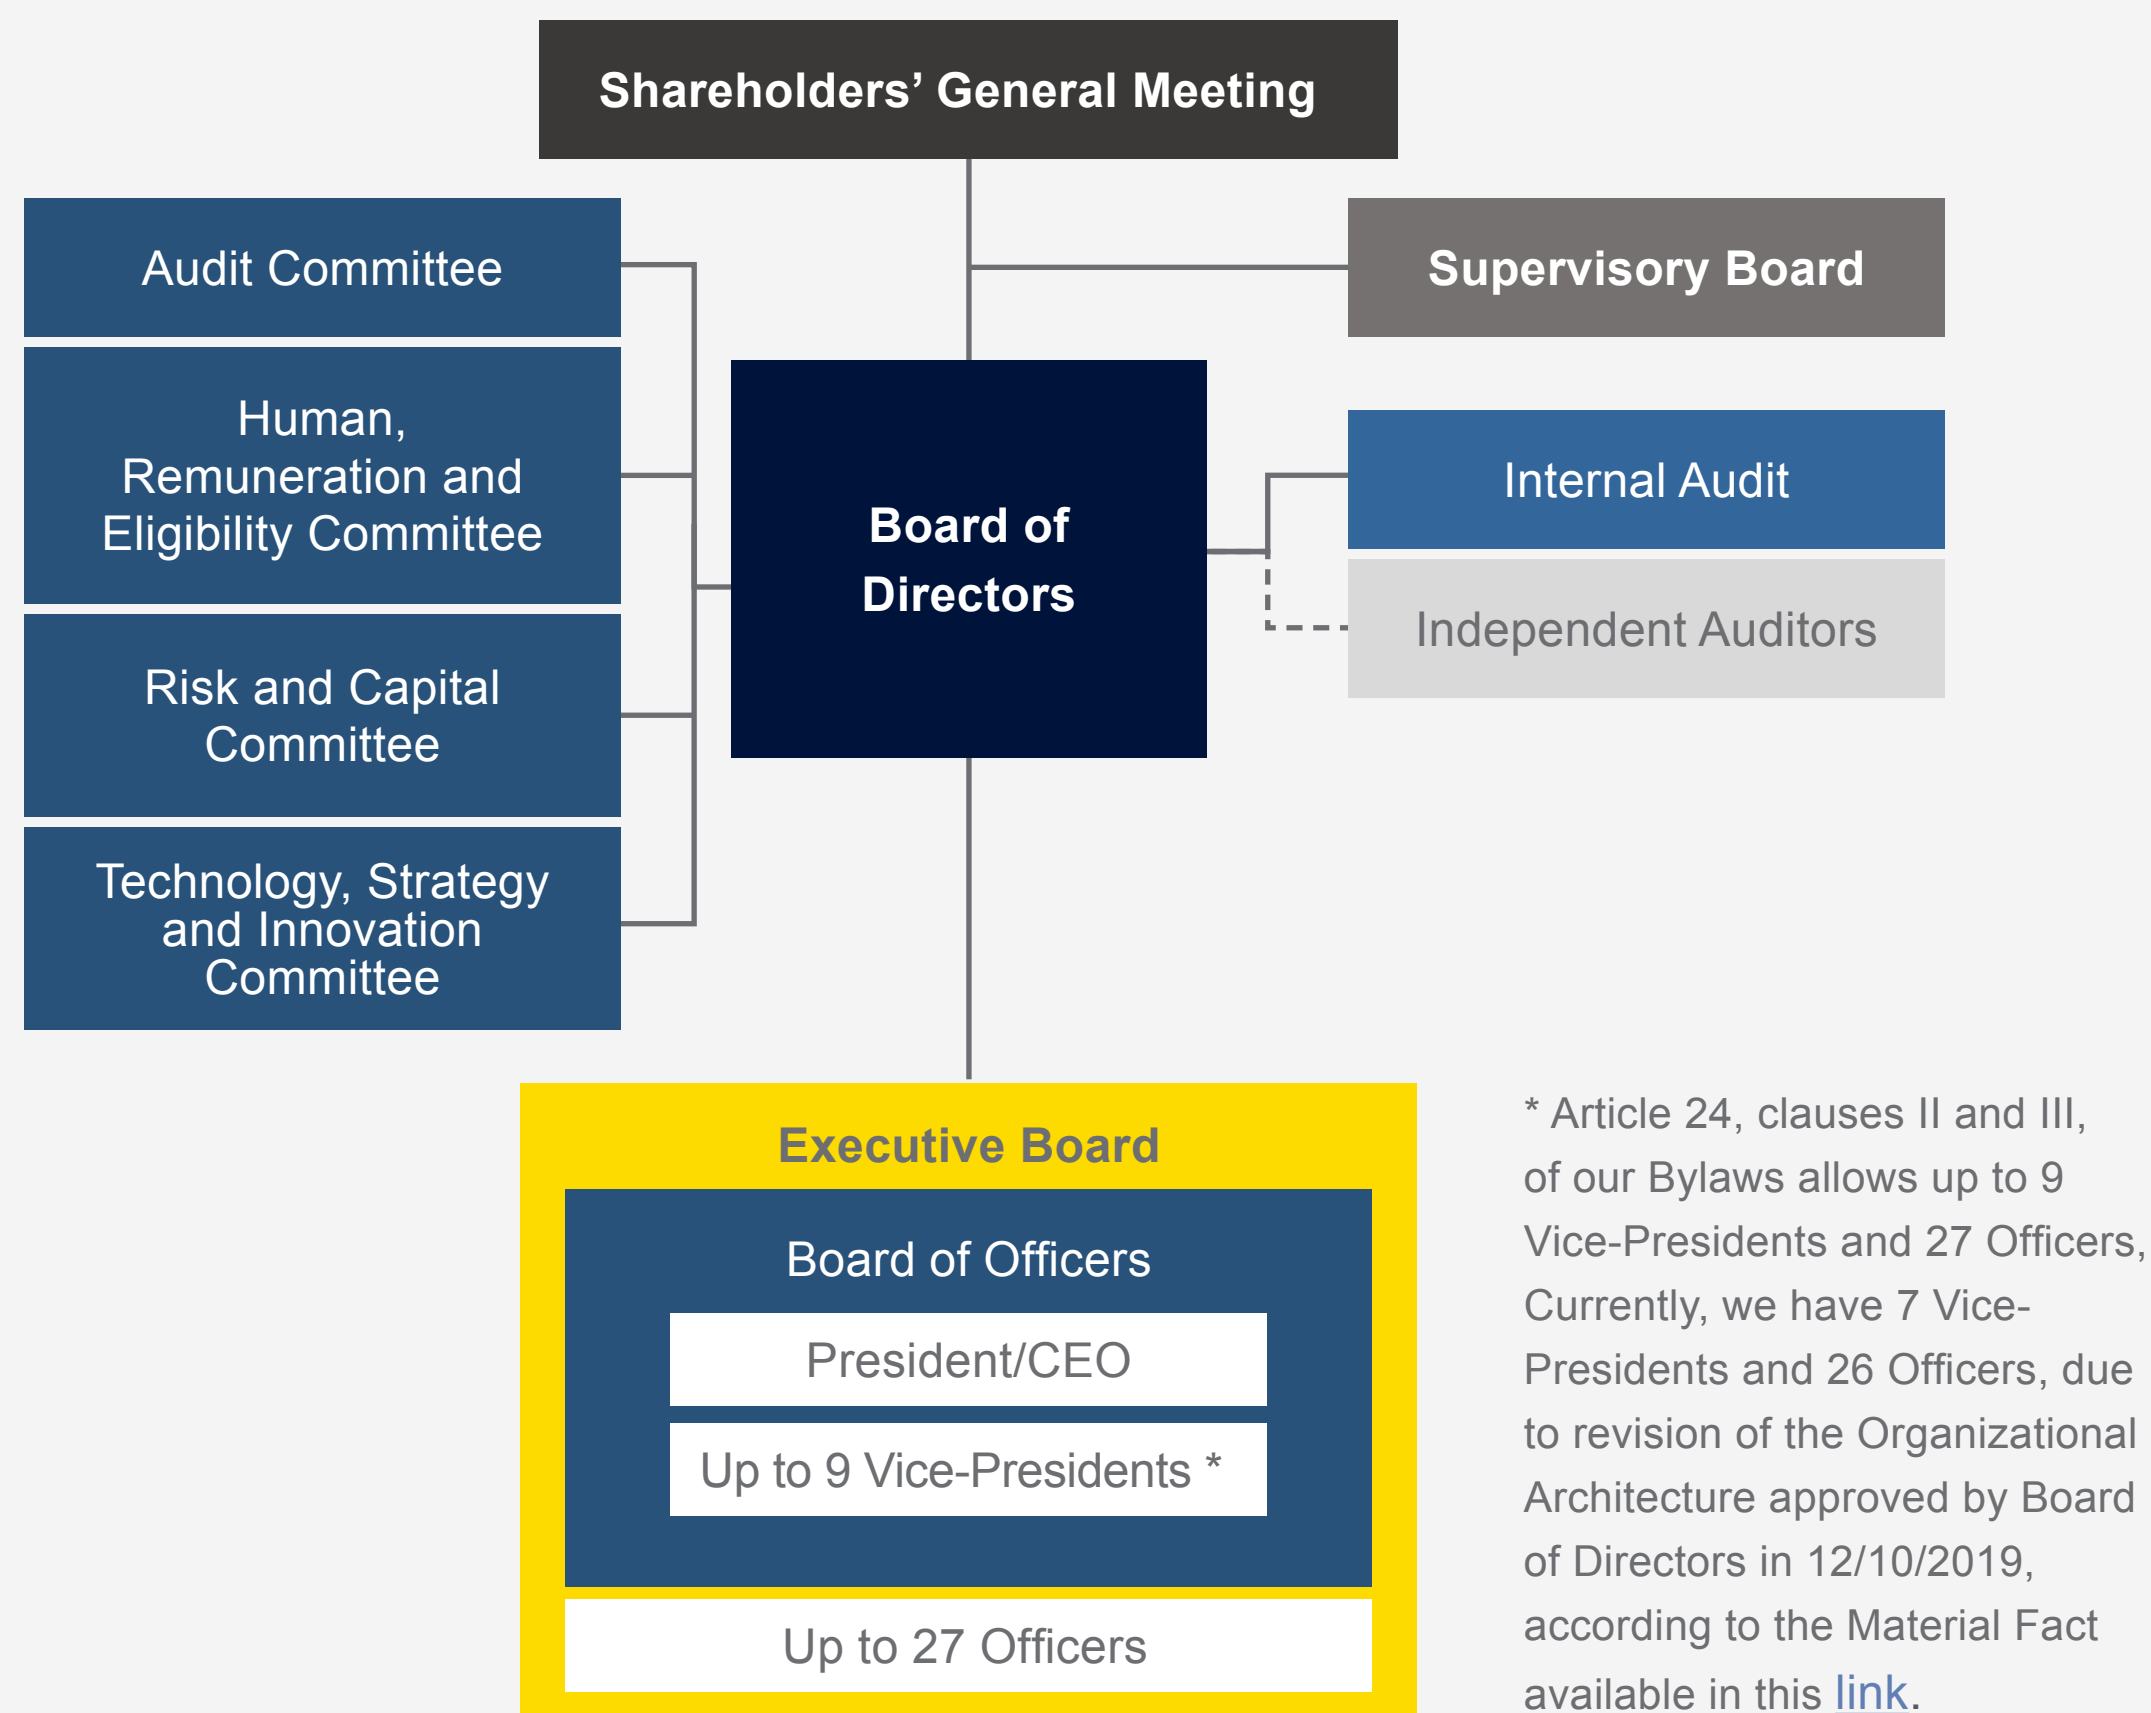 Shareholders’ General Meeting
Audit Committee
Supervisory Board
Human,
Remuneration and
Eligibility Committee
Board of
Directors
Internal Audit
Independent Auditors
Risk and Capital
Committee
Technology, Strategy
and Innovation
Committee
Executive Board
Board of Officers
President/CEO
Up to 9 Vice-Presidents *
Up to 27 Officers
* Article 24, clauses II and III,
of our Bylaws allows up to 9
Vice-Presidents and 27 Officers,
Currently, we have 7 Vice-
Presidents and 26 Officers, due
to revision of the Organizational
Architecture approved by Board
of Directors in 12/10/2019,
according to the Material Fact
available in this link.